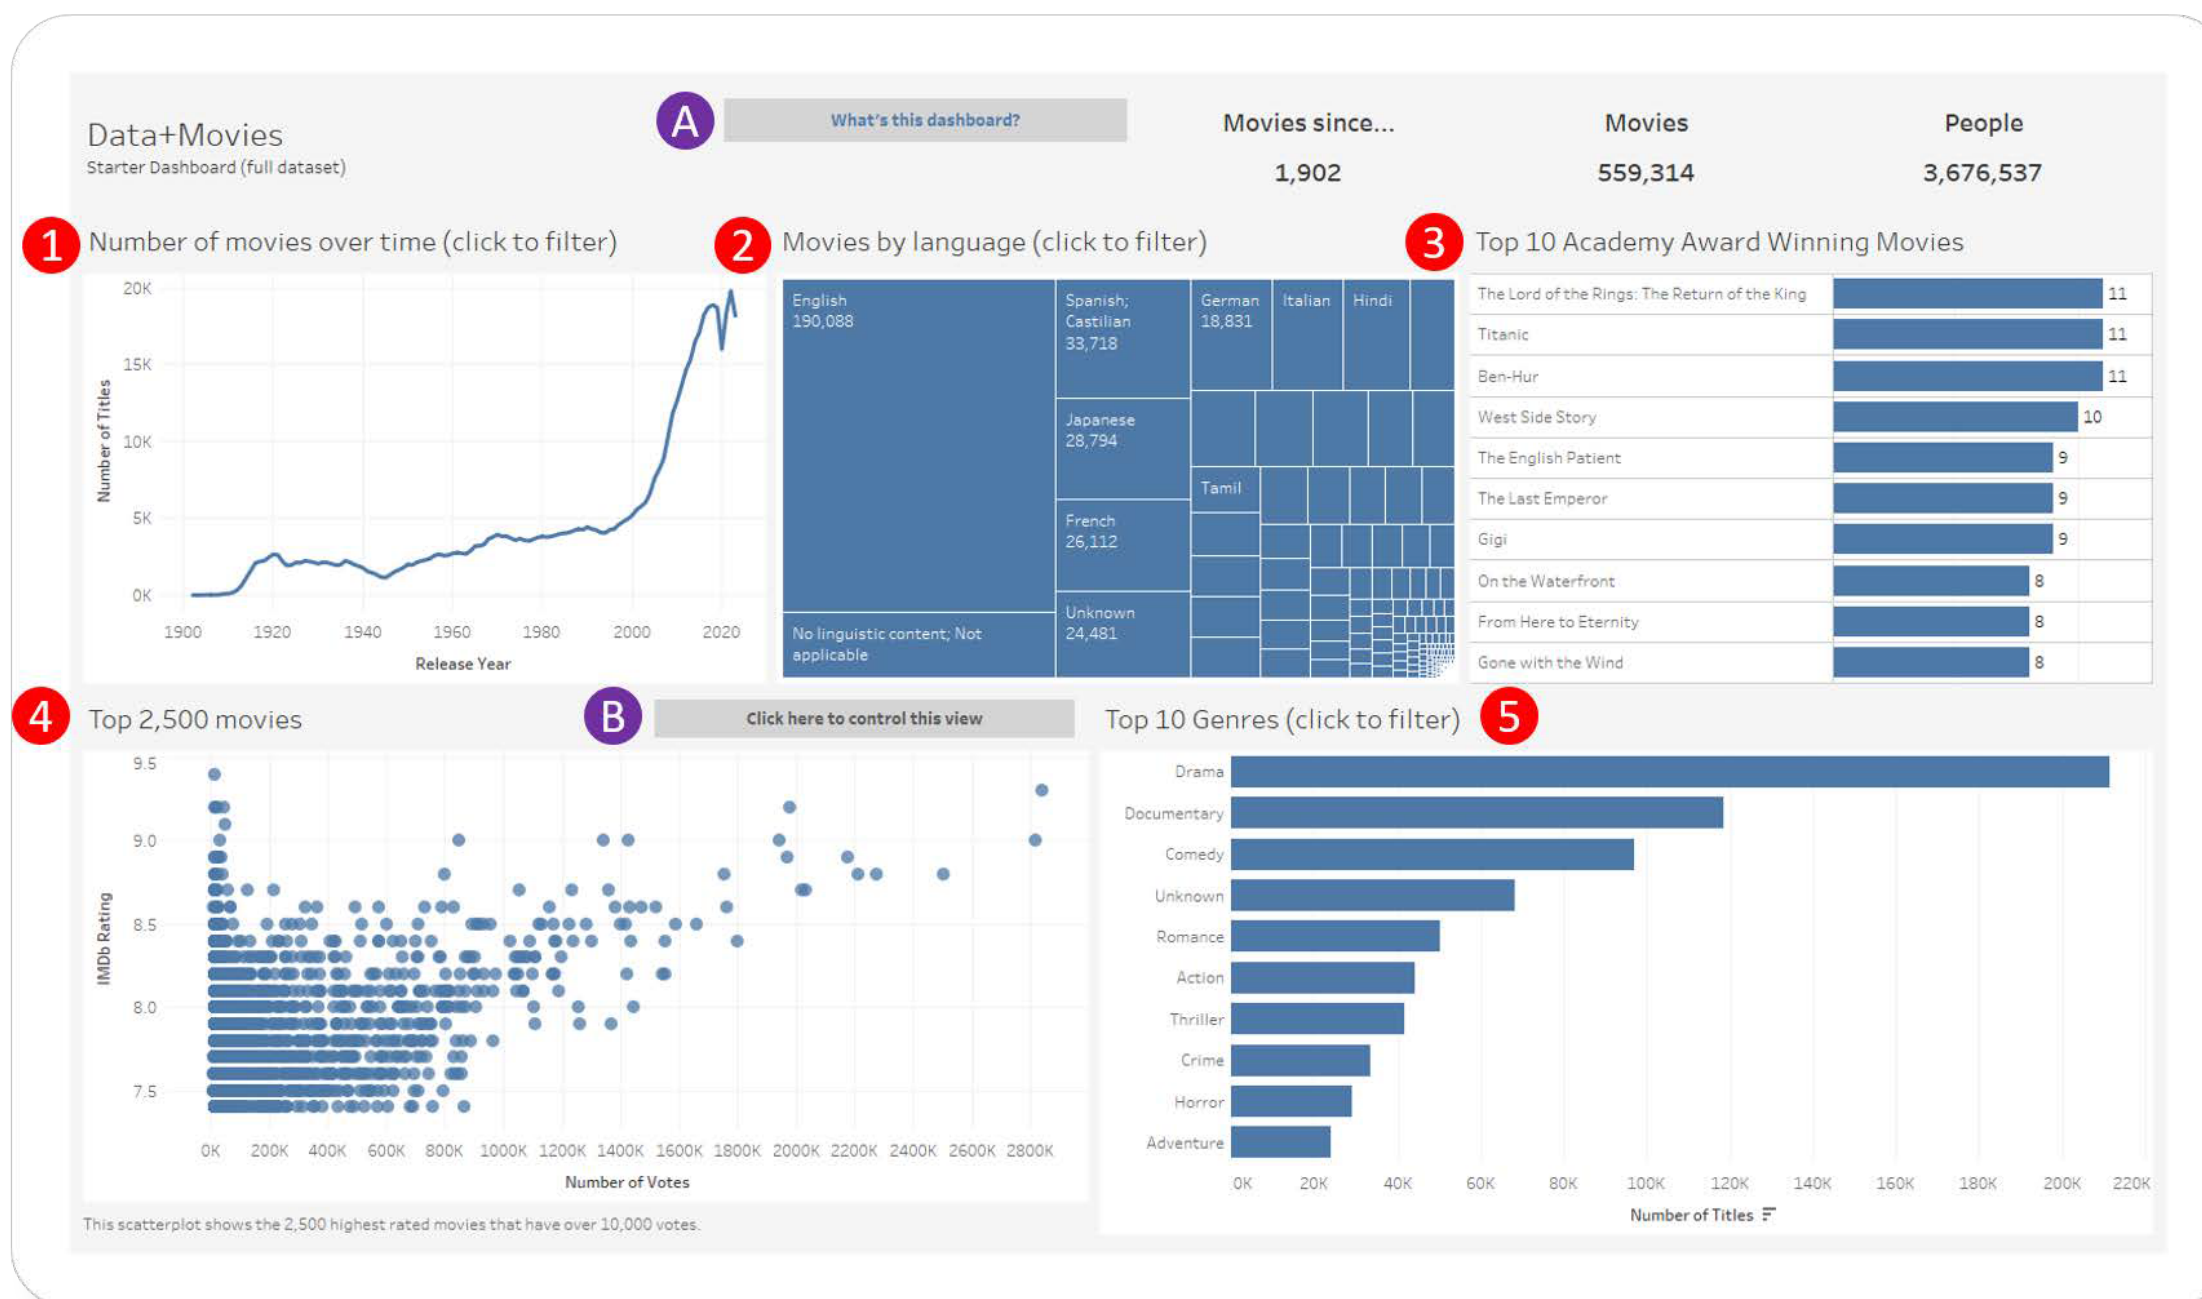 A
What's this dashboard?
Movies since...
Movies
People
Data+Movies
Starter Dashboard (full dataset)
1,902
559,314
3,676,537
1
Number of movies over time (click to filter)
20K
15K
10K
5K
0K
Number of Titles
1900 1920 1940 1960 1980 2000 2020
Release Year
2
Movies by language (click to filter)
English
190,088
No linguistic content; Not
applicable
Spanish;
Castilian
33,718
Japanese
28,794
French
26,112
Unknown
24,481
German
18,831
Italian
Hindi
Tamil
3
Top 10 Academy Award Winning Movies
The Lord of the Rings: The Return of the King 11
Titanic 11
Ben-Hur 11
West Side Story 10
The English Patient 9
The Last Emperor 9
Gigi 9
On the Waterfront 8
From Here to Eternity 8
Gone with the Wind 8
4
Top 2,500 movies
B
Click here to control this view
9.5
9.0
8.5
8.0
7.5
IMDb Rating
0K 200K 400K 600K 800K 1000K 1200K 1400K 1600K 1800K 2000K 2200K 2400K 2600K 2800K
Number of Votes
This scatterplot shows the 2,500 highest rated movies that have over 10,000 votes.
Top 10 Genres (click to filter)
5
Drama
Documentary
Comedy
Unknown
Romance
Action
Thriller
Crime
Horror
Adventure
0K 20K 40K 60K 80K 100K 120K 140K 160K 180K 200K 220K
Number of Titles